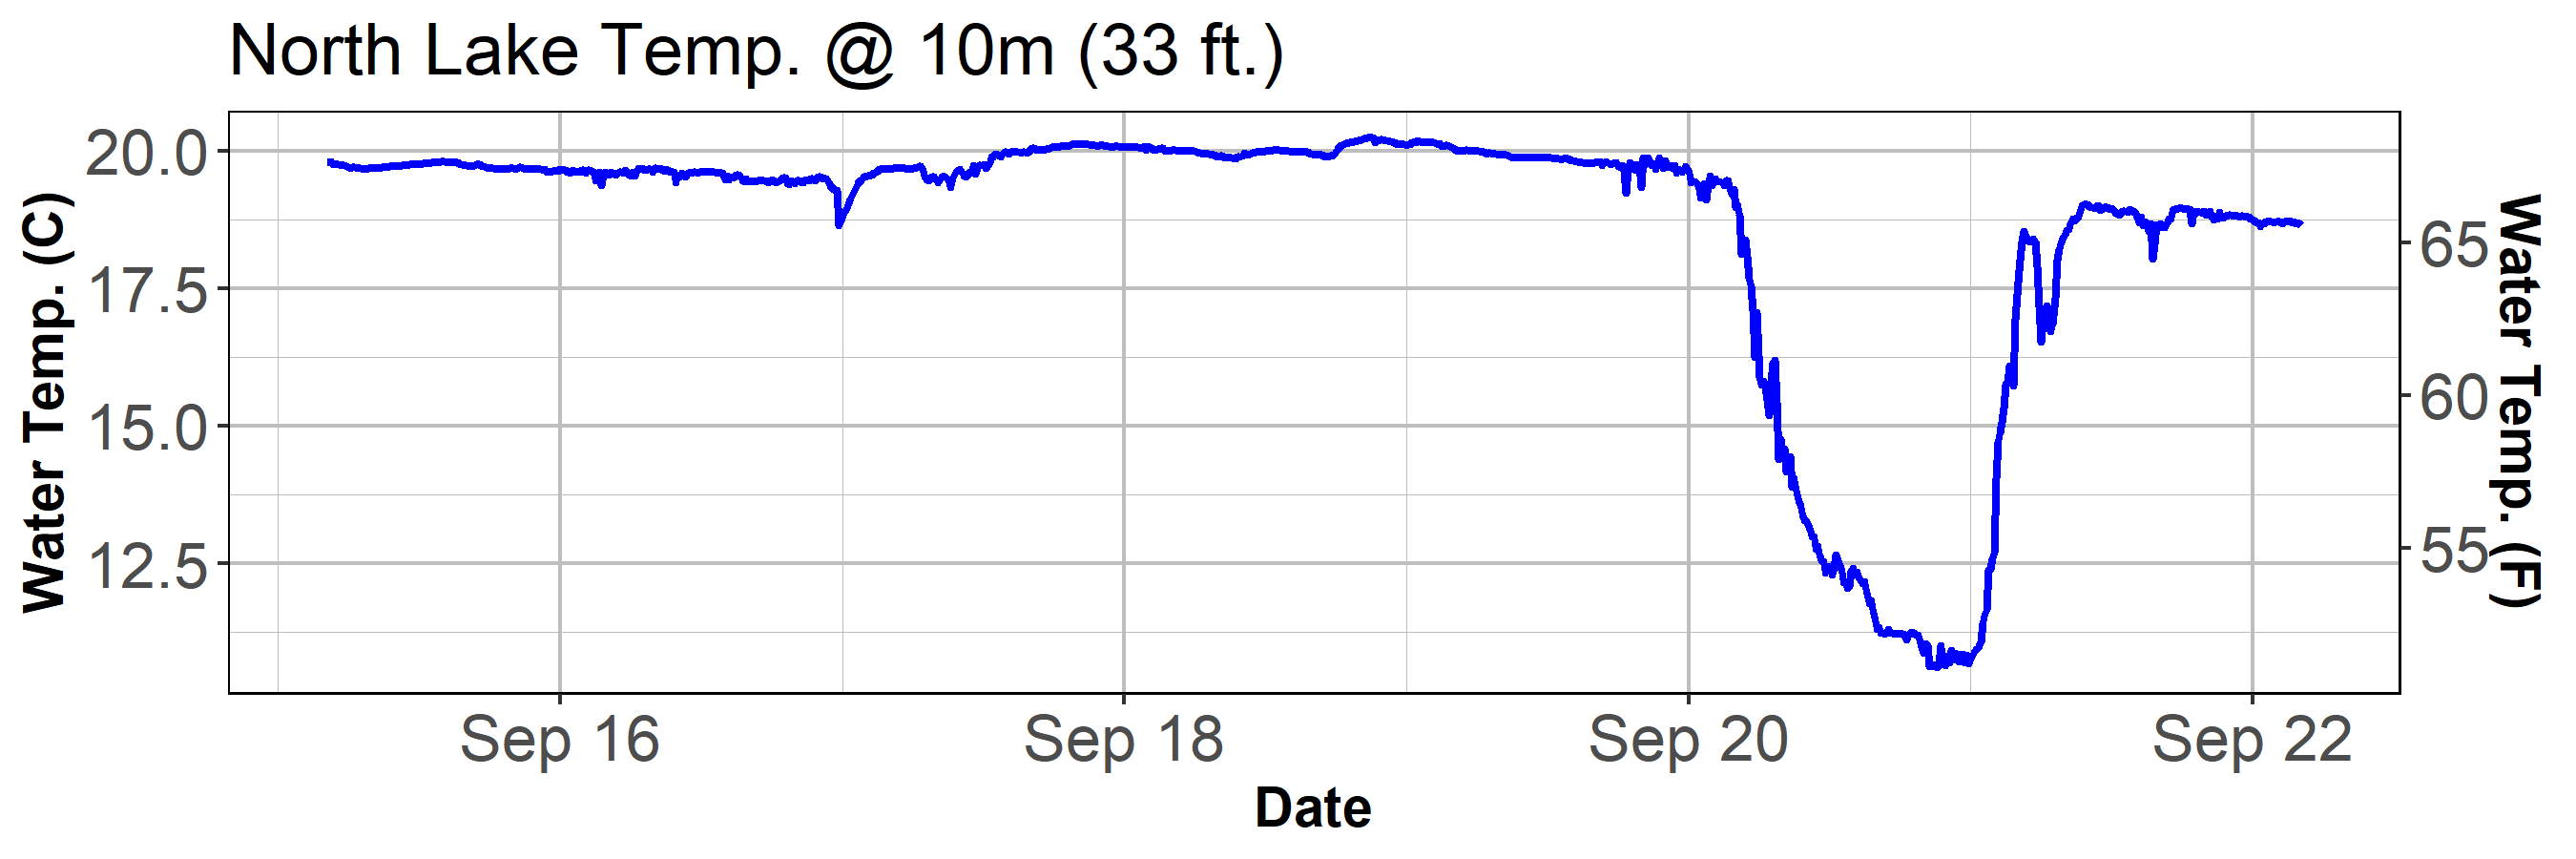 North Lake Temp. @ 10m (33 ft.)
Water Temp. (C)
20.0
17.5
15.0
12.5
65
60
55
Water Temp. (F)
Sep 16
Sep 18
Sep 20
Sep 22
Date